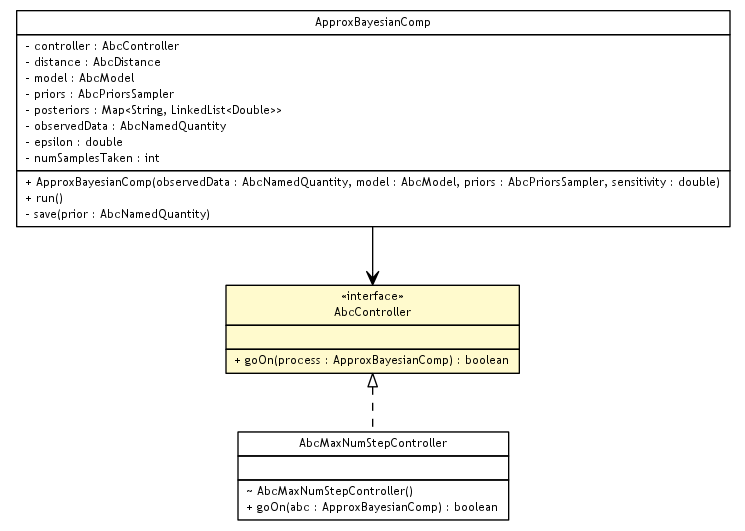 ApproxBayesianComp
- controller : AbcController
- distance : AbcDistance
- model : AbcModel
- priors : AbcPriorsSampler
- posteriors : Map<String, LinkedList<Double>>
- observedData : AbcNamedQuantity
- epsilon : double
- numSamplesTaken : int
+ ApproxBayesianComp(observedData : AbcNamedQuantity, model : AbcModel, priors : AbcPriorsSampler, sensitivity : double)
+ run()
- save(prior : AbcNamedQuantity)
«interface»
AbcController
+ goOn(process : ApproxBayesianComp) : boolean
AbcMaxNumStepController
~ AbcMaxNumStepController()
+ goOn(abc : ApproxBayesianComp) : boolean